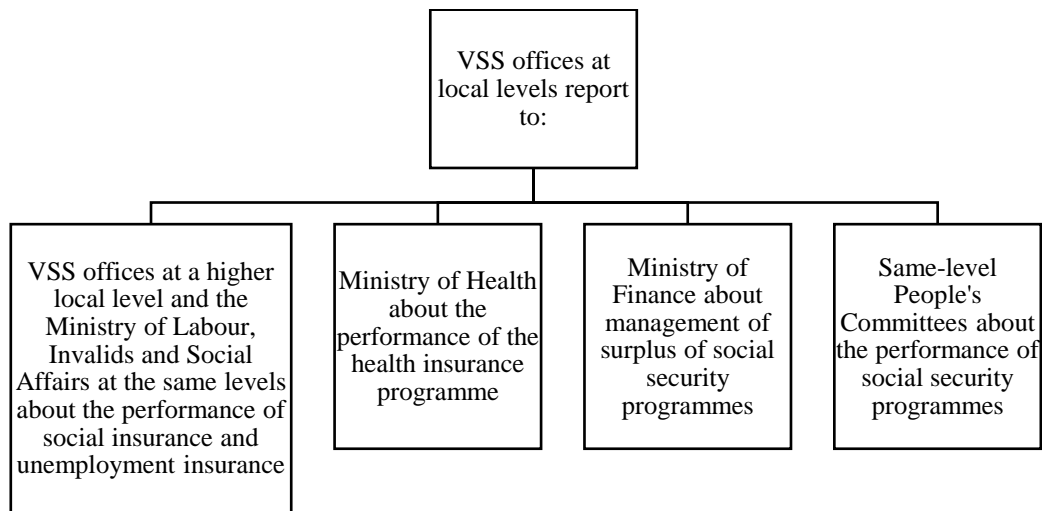 VSS offices at
local levels report
to:
VSS offices at a higher
local level and the
Ministry of Labour,
Invalids and Social
Affairs at the same levels
about the performance of
social insurance and
unemployment insurance
Ministry of Health
about the
performance of the
health insurance
programme
Ministry of
Finance about
management of
surplus of social
security
programmes
Same-level
People's
Committees about
the performance of
social security
programmes